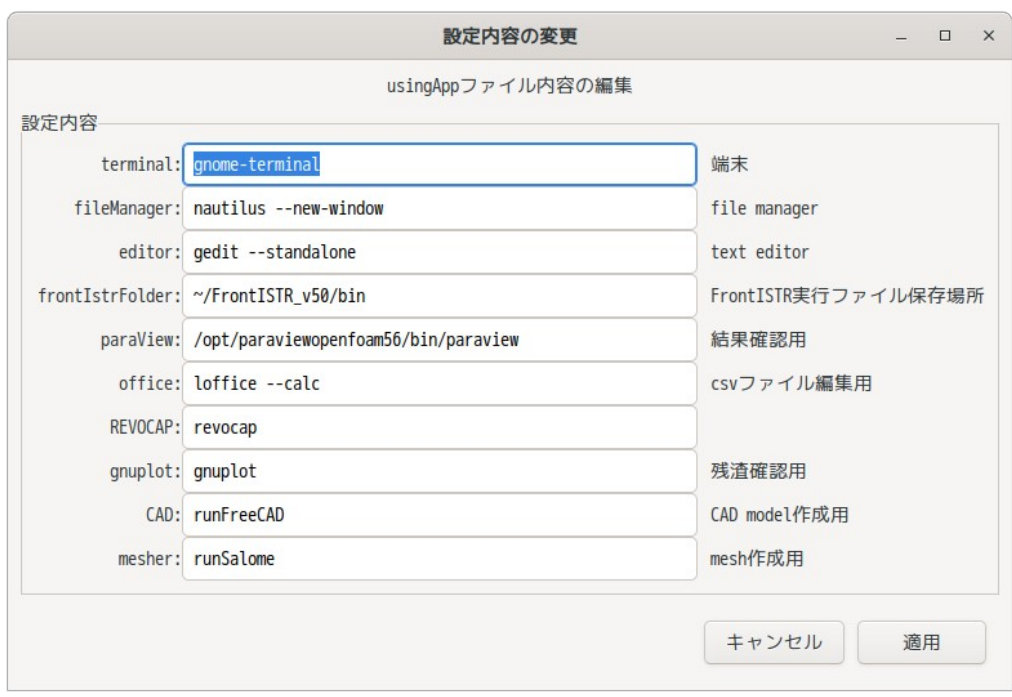 設定内容の変更
usingAppファイル内容の編集
設定内容
terminal: gnome-terminal 端末
fileManager: nautilus --new-window file manager
editor: gedit --standalone text editor
frontIstrFolder: ~/FrontISTR_v50/bin FrontISTR実行ファイル保存場所
paraView: /opt/paraviewopenfoam56/bin/paraview 結果確認用
office: loffice --calc csvファイル編集用
REVOCAP: revocap
gnuplot: gnuplot 残渣確認用
CAD: runFreeCAD CAD model作成用
mesher: runSalome mesh作成用
キャンセル 適用